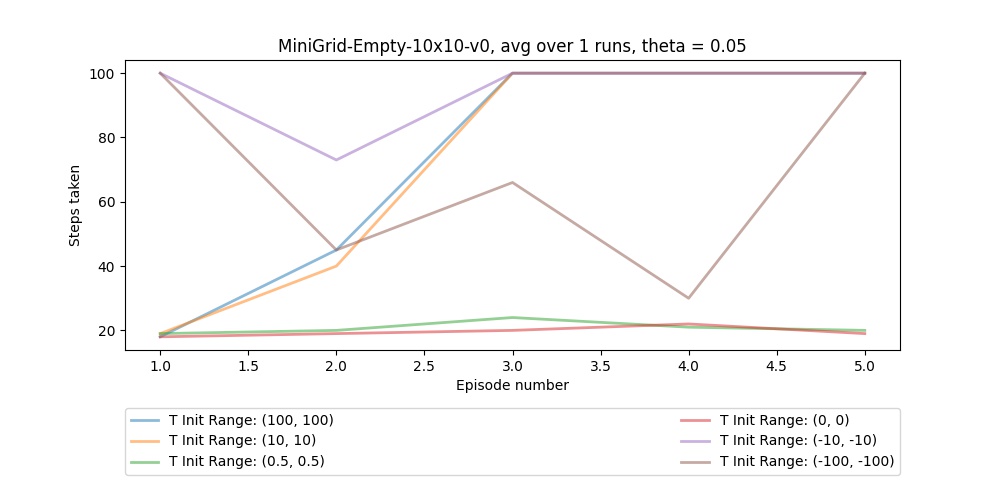 MiniGrid-Empty-10x10-v0, avg over 1 runs, theta = 0.05
100
80
60
40
20
Steps taken
1.0 1.5 2.0 2.5 3.0 3.5 4.0 4.5 5.0
Episode number
T Init Range: (100, 100)
T Init Range: (10, 10)
T Init Range: (0.5, 0.5)
T Init Range: (0, 0)
T Init Range: (-10, -10)
T Init Range: (-100, -100)